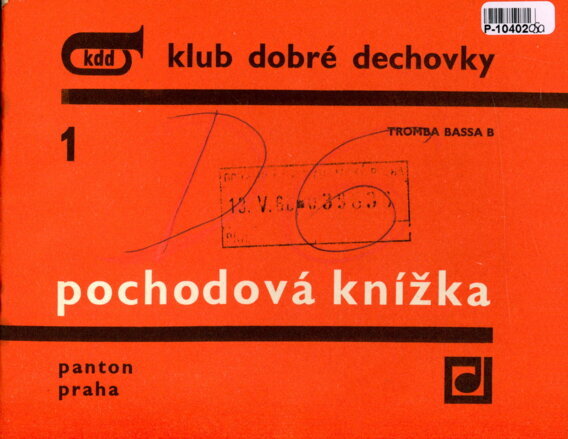 P-10402
kdd
klub dobré dechovky
1
TROMBA BASSA B
pochodová knížka
panton
praha